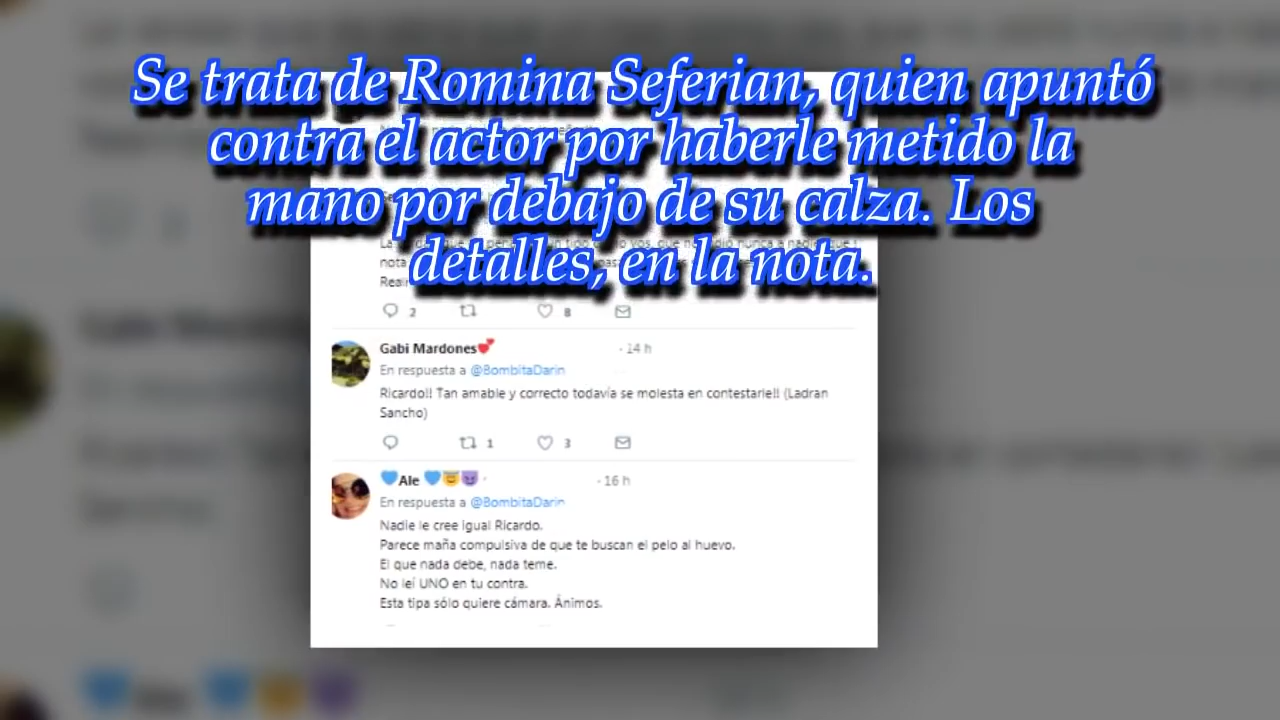 Se trata de Romina Seferian, quien apuntó
contra el actor por haberle metido la
mano por debajo de su calza. Los
detalles, en la nota.
2 8
Gabi Mardones💕 · 14 h
En respuesta a @BombitaDarin
Ricardo!! Tan amable y correcto todavía se molesta en contestarle!! (Ladran
Sancho)
1 3
💙Ale 💙😇😈 · 16 h
En respuesta a @BombitaDarin
Nadie le cree igual Ricardo.
Parece maña compulsiva de que te buscan el pelo al huevo.
El que nada debe, nada teme.
No leí UNO en tu contra.
Esta tipa sólo quiere cámara. Ánimos.